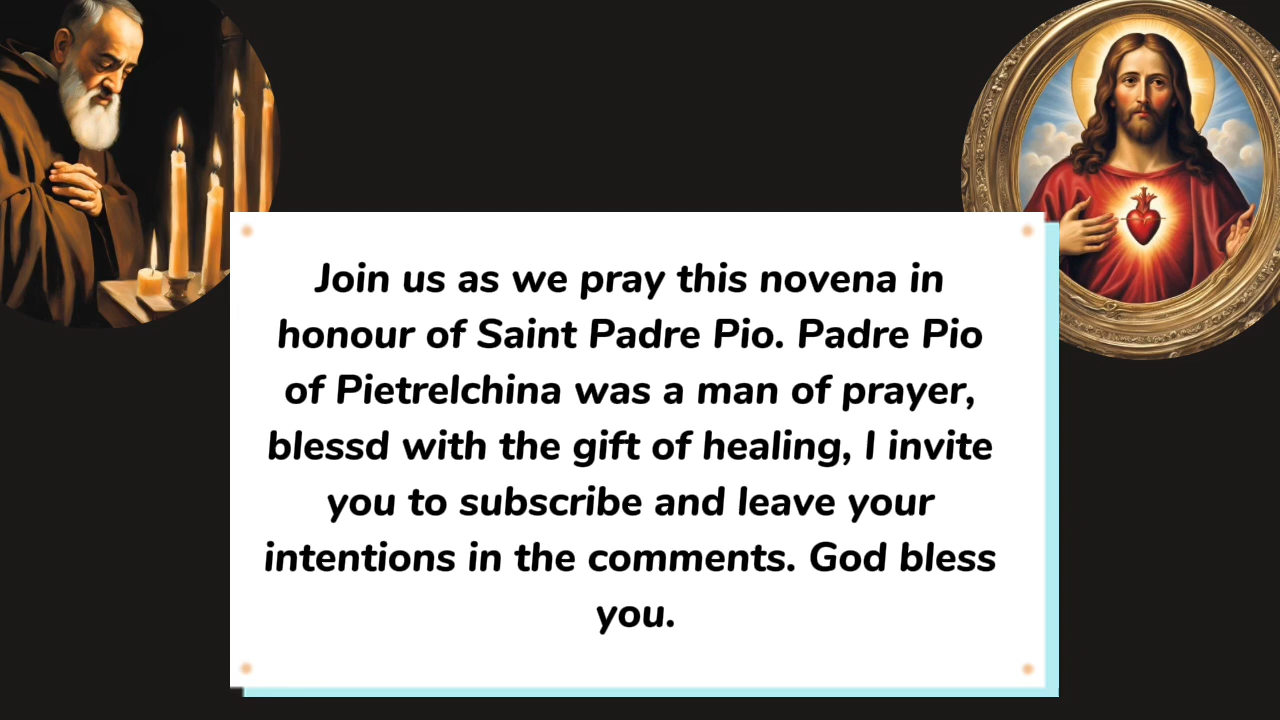 Join us as we pray this novena in
honour of Saint Padre Pio. Padre Pio
of Pietrelchina was a man of prayer,
blessd with the gift of healing, I invite
you to subscribe and leave your
intentions in the comments. God bless
you.